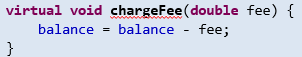 virtual void chargeFee(double fee) {
    balance = balance - fee;
}